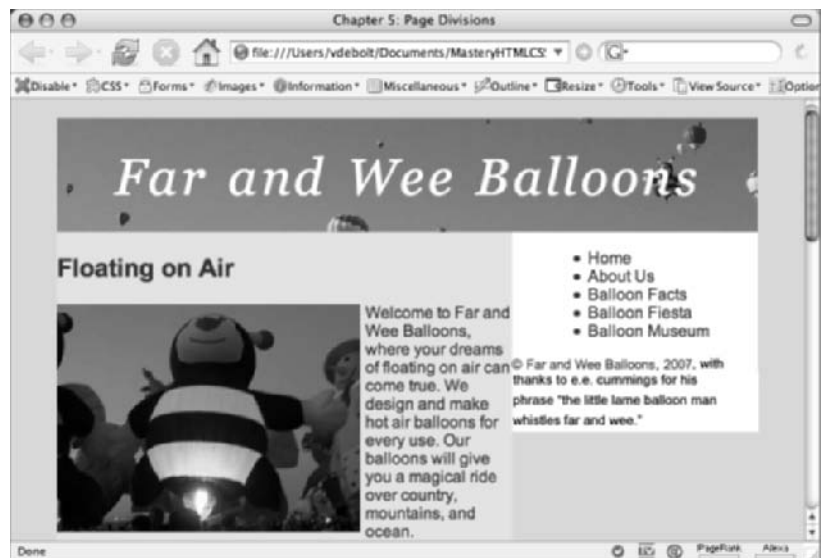 Chapter 5: Page Divisions
file:///Users/vdebolt/Documents/MasteryHTMLCSS
G
Disable CSS Forms Images Information Miscellaneous Outline Resize Tools View Source Option
Far and Wee Balloons
Floating on Air
Welcome to Far and
Wee Balloons,
where your dreams
of floating on air can
come true. We
design and make
hot air balloons for
every use. Our
balloons will give
you a magical ride
over country,
mountains, and
ocean.
• Home
• About Us
• Balloon Facts
• Balloon Fiesta
• Balloon Museum
© Far and Wee Balloons, 2007. with
thanks to e.e. cummings for his
phrase "the little lame balloon man
whistles far and wee."
Done PageRank Alexa